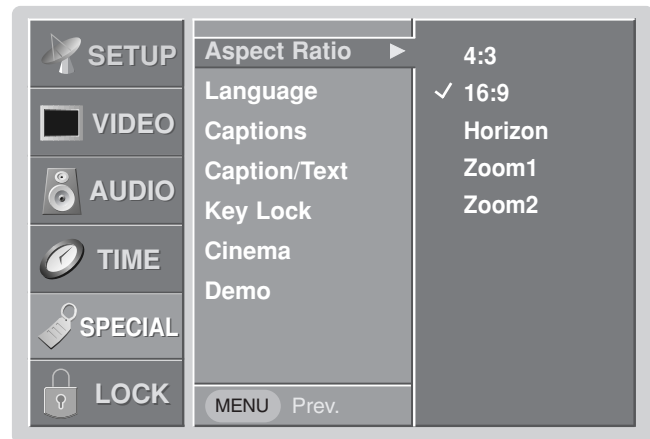 SETUP
VIDEO
AUDIO
TIME
SPECIAL
LOCK
Aspect Ratio
Language
Captions
Caption/Text
Key Lock
Cinema
Demo
MENU Prev.
4:3
16:9
Horizon
Zoom1
Zoom2